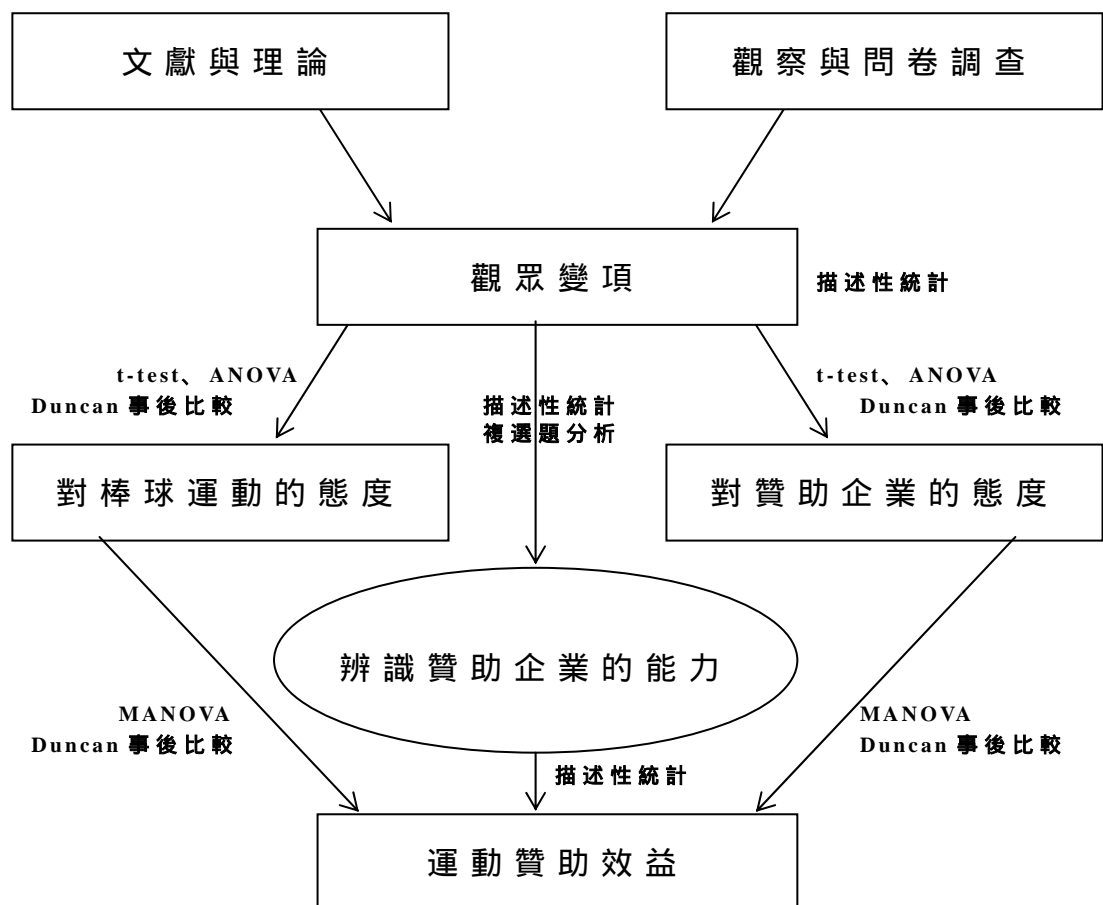 文獻與理論
觀察與問卷調查
觀眾變項
描述性統計
t-test、ANOVA
Duncan 事後比較
描述性統計
複選題分析
t-test、ANOVA
Duncan 事後比較
對棒球運動的態度
對贊助企業的態度
辨識贊助企業的能力
MANOVA
Duncan 事後比較
MANOVA
Duncan 事後比較
描述性統計
運動贊助效益